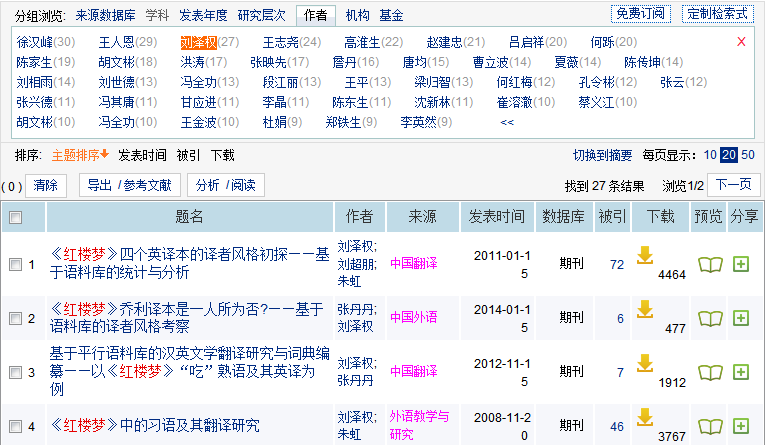 分组浏览: 来源数据库 学科 发表年度 研究层次 作者 机构 基金 免费订阅 定制检索式
徐汉峰(30) 王人恩(29) 刘泽权(27) 王志尧(24) 高淮生(22) 赵建忠(21) 吕启祥(20) 何跞(20) X
陈家生(19) 胡文彬(18) 洪涛(17) 张映先(17) 詹丹(16) 唐均(15) 曹立波(14) 夏薇(14) 陈传坤(14)
刘相雨(14) 刘世德(13) 冯全功(13) 段江丽(13) 王平(13) 梁归智(13) 何红梅(12) 孔令彬(12) 张云(12)
张兴德(11) 冯其庸(11) 甘应进(11) 李晶(11) 陈东生(11) 沈新林(11) 崔溶澈(10) 蔡义江(10)
胡文彬(10) 冯全功(10) 王金波(10) 杜娟(9) 郑铁生(9) 李英然(9) <<
排序: 主题排序 发表时间 被引 下载 切换到摘要 每页显示: 10 20 50
( 0 ) 清除 导出 / 参考文献 分析 / 阅读 找到 27 条结果 浏览1/2 下一页
题名 作者 来源 发表时间 数据库 被引 下载 预览 分享
1 《红楼梦》四个英译本的译者风格初探——基于语料库的统计与分析 刘泽权; 刘超朋; 朱虹 中国翻译 2011-01-15 期刊 72 4464
2 《红楼梦》乔利译本是一人所为否?——基于语料库的译者风格考察 张丹丹; 刘泽权 中国外语 2014-01-15 期刊 6 477
3 基于平行语料库的汉英文学翻译研究与词典编纂——以《红楼梦》“吃”熟语及其英译为例 刘泽权; 张丹丹 中国翻译 2012-11-15 期刊 7 1912
4 《红楼梦》中的习语及其翻译研究 刘泽权; 朱虹 外语教学与研究 2008-11-20 期刊 46 3767